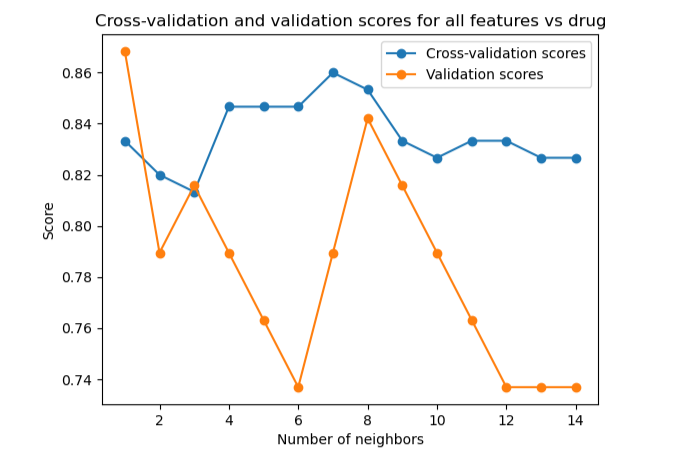 Cross-validation and validation scores for all features vs drug
Cross-validation scores
Validation scores
0.86
0.84
0.82
0.80
0.78
0.76
0.74
Score
2 4 6 8 10 12 14
Number of neighbors